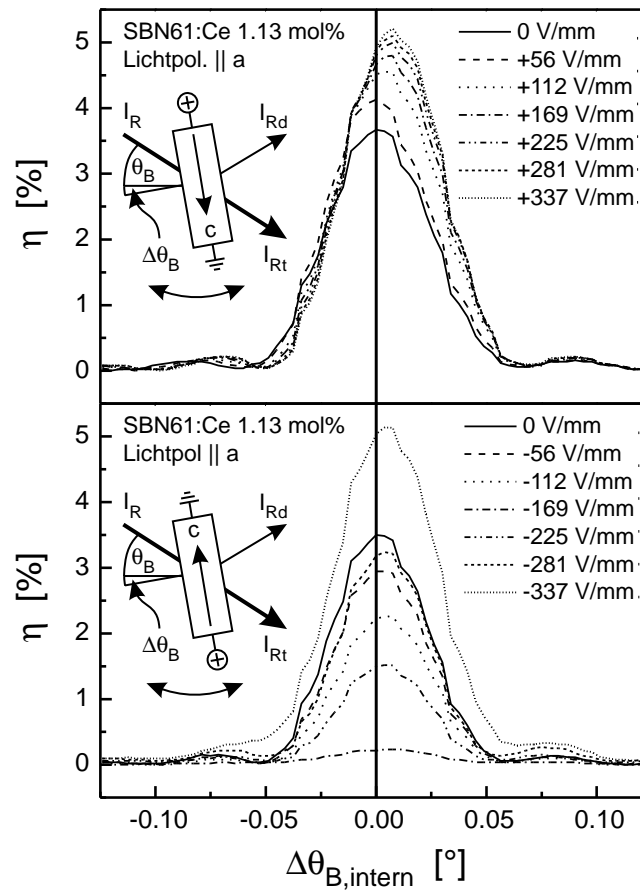 SBN61:Ce 1.13 mol%
Lichtpol. || a
I_R
I_Rd
θ_B
Δθ_B
c
I_Rt
0 V/mm
+56 V/mm
+112 V/mm
+169 V/mm
+225 V/mm
+281 V/mm
+337 V/mm
η [%]
5
4
3
2
1
0
SBN61:Ce 1.13 mol%
Lichtpol || a
I_R
I_Rd
c
θ_B
Δθ_B
I_Rt
0 V/mm
-56 V/mm
-112 V/mm
-169 V/mm
-225 V/mm
-281 V/mm
-337 V/mm
η [%]
5
4
3
2
1
0
-0.10 -0.05 0.00 0.05 0.10
Δθ_B,intern [°]